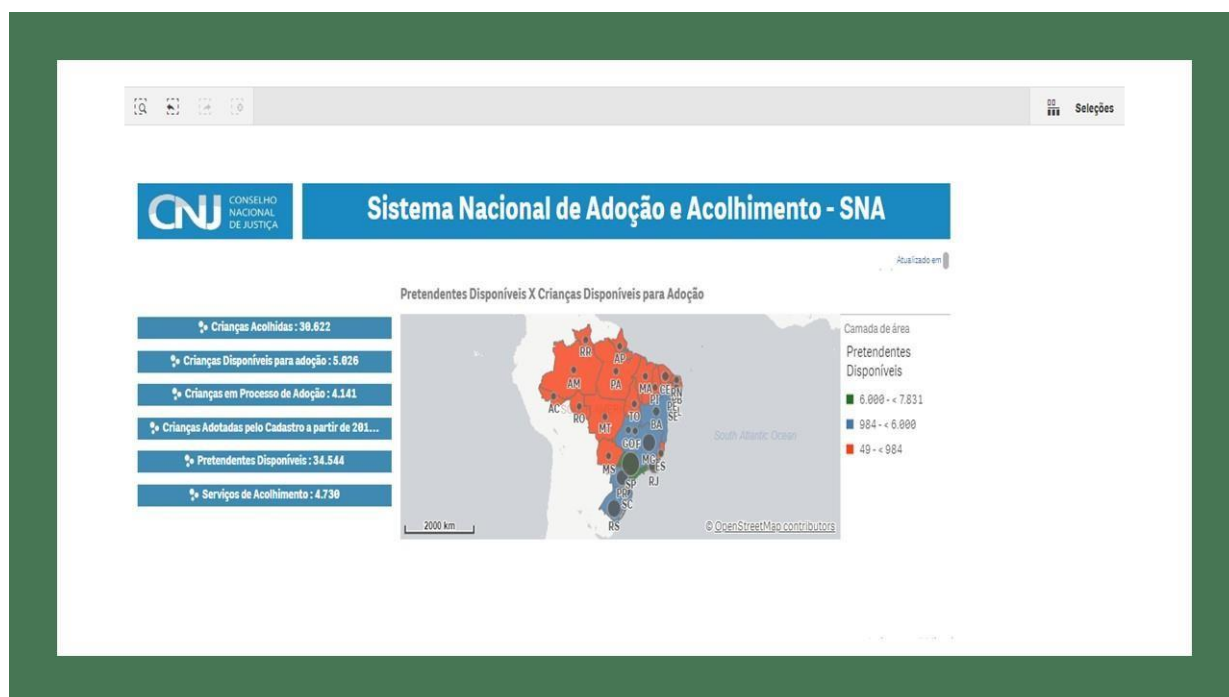 Seleções
CNJ CONSELHO
NACIONAL
DE JUSTIÇA
Sistema Nacional de Adoção e Acolhimento - SNA
Atualizado em
Pretendentes Disponíveis X Crianças Disponíveis para Adoção
Crianças Acolhidas : 30.622
Crianças Disponíveis para adoção : 5.026
Crianças em Processo de Adoção : 4.141
Crianças Adotadas pelo Cadastro a partir de 201...
Pretendentes Disponíveis : 34.544
Serviços de Acolhimento : 4.730
RR
AP
AM
PA
MA
CE
RN
PB
PI
PE
AC
RO
TO
SE
MT
BA
DF
MG
ES
MS
SP
RJ
PR
SC
RS
South Atlantic Ocean
2000 km
© OpenStreetMap contributors
Camada de área
Pretendentes
Disponíveis
6.000 - < 7.831
984 - < 6.000
49 - < 984